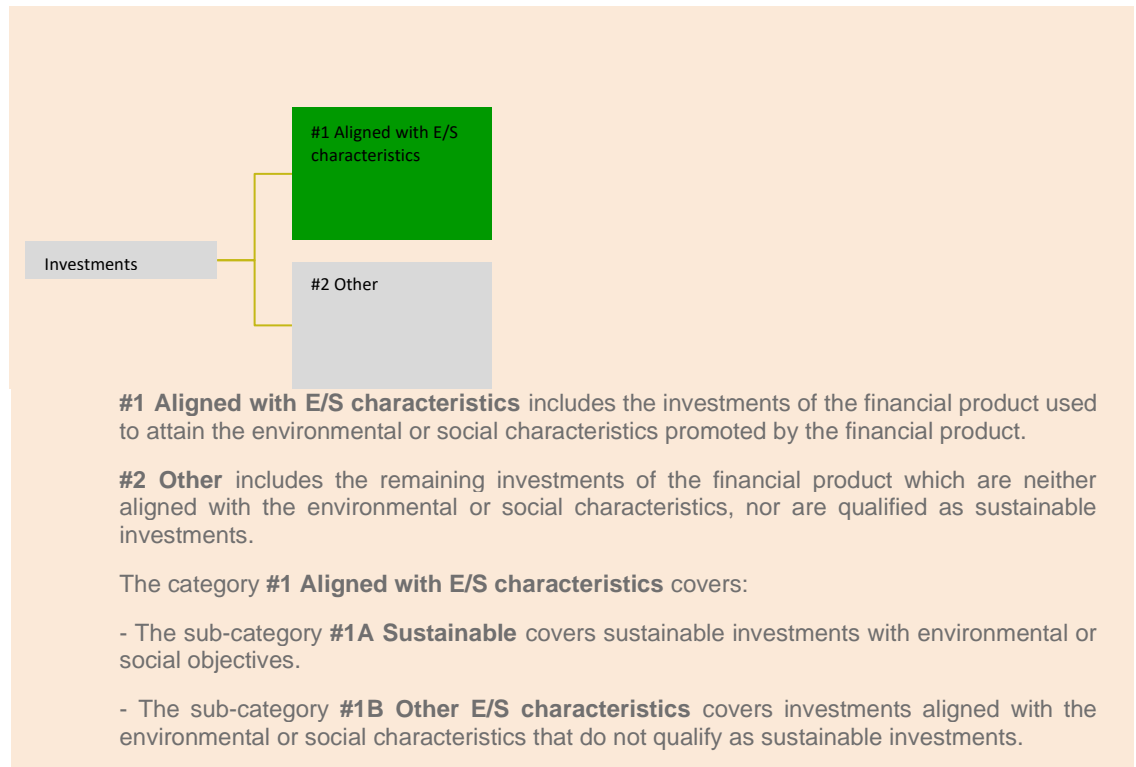 #1 Aligned with E/S
characteristics
Investments
#2 Other
#1 Aligned with E/S characteristics includes the investments of the financial product used
to attain the environmental or social characteristics promoted by the financial product.
#2 Other includes the remaining investments of the financial product which are neither
aligned with the environmental or social characteristics, nor are qualified as sustainable
investments.
The category #1 Aligned with E/S characteristics covers:
- The sub-category #1A Sustainable covers sustainable investments with environmental or
social objectives.
- The sub-category #1B Other E/S characteristics covers investments aligned with the
environmental or social characteristics that do not qualify as sustainable investments.